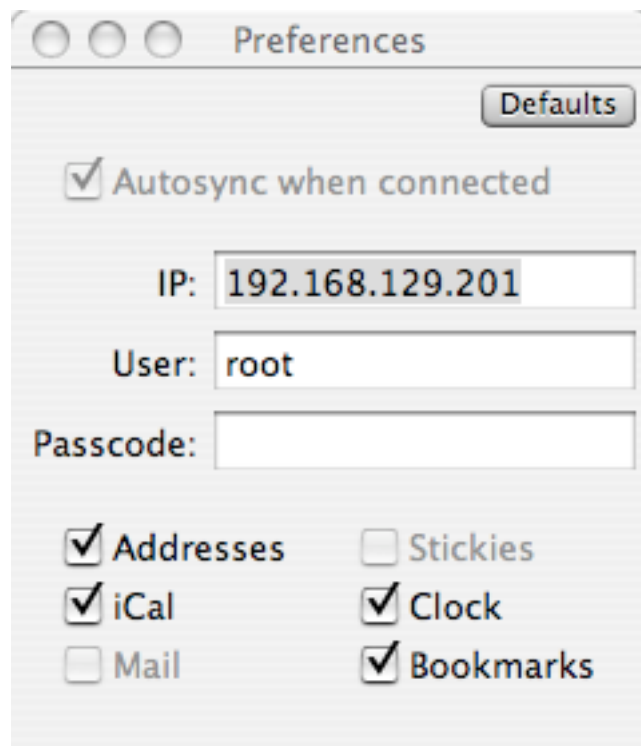 Preferences
Defaults
Autosync when connected
IP: 192.168.129.201
User: root
Passcode:
Addresses Stickies
iCal Clock
Mail Bookmarks